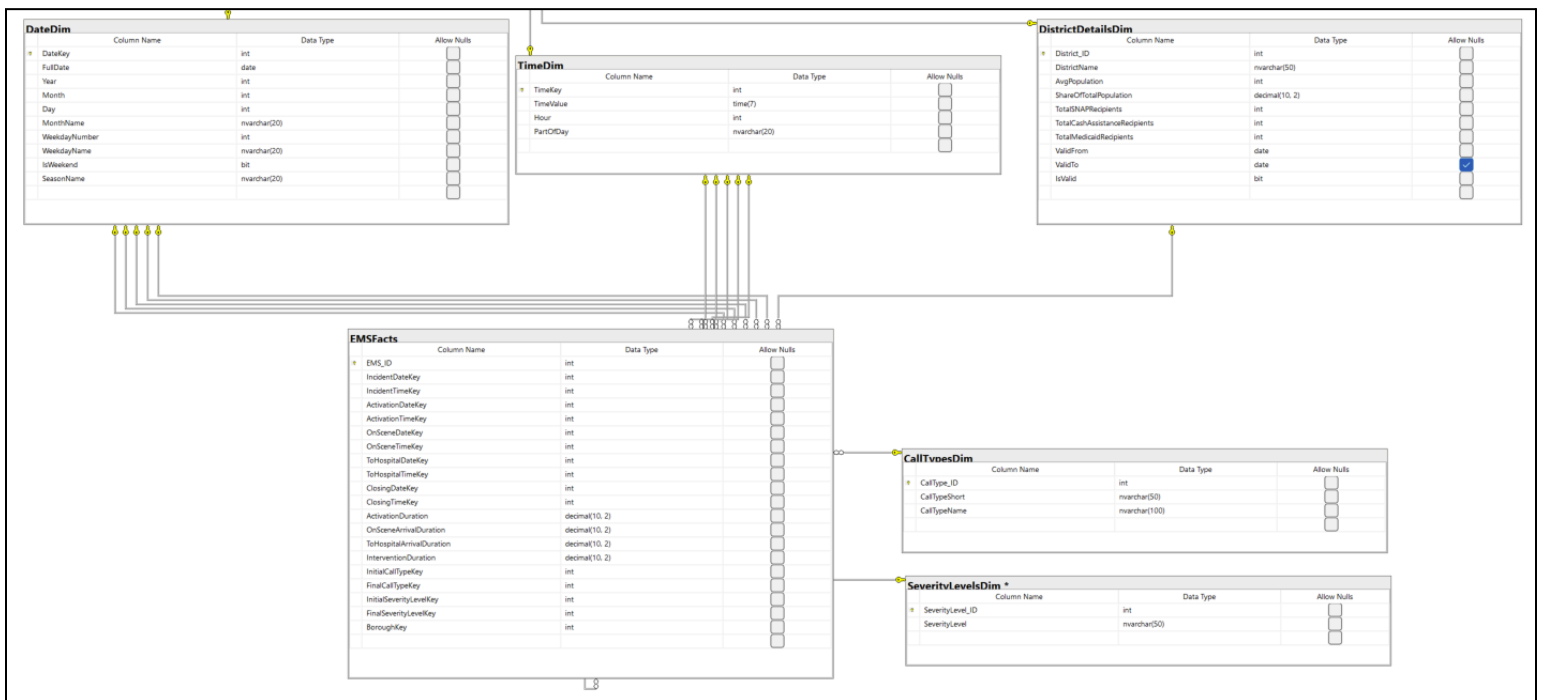 DateDim
Column Name Data Type Allow Nulls
DateKey int
FullDate date
Year int
Month int
Day int
MonthName nvarchar(20)
WeekdayNumber int
WeekdayName nvarchar(20)
IsWeekend bit
SeasonName nvarchar(20)
TimeDim
Column Name Data Type Allow Nulls
TimeKey int
TimeValue time(7)
Hour int
PartOfDay nvarchar(20)
DistrictDetailsDim
Column Name Data Type Allow Nulls
District_ID int
DistrictName nvarchar(50)
AvgPopulation int
ShareOfTotalPopulation decimal(10, 2)
TotalSNAPRecipients int
TotalCashAssistanceRecipients int
TotalMedicaidRecipients int
ValidFrom date
ValidTo date
IsValid bit
EMSFacts
Column Name Data Type Allow Nulls
EMS_ID int
IncidentDateKey int
IncidentTimeKey int
ActivationDateKey int
ActivationTimeKey int
OnSceneDateKey int
OnSceneTimeKey int
ToHospitalDateKey int
ToHospitalTimeKey int
ClosingDateKey int
ClosingTimeKey int
ActivationDuration decimal(10, 2)
OnSceneArrivalDuration decimal(10, 2)
ToHospitalArrivalDuration decimal(10, 2)
InterventionDuration decimal(10, 2)
InitialCallTypeKey int
FinalCallTypeKey int
InitialSeverityLevelKey int
FinalSeverityLevelKey int
BoroughKey int
CallTypesDim
Column Name Data Type Allow Nulls
CallType_ID int
CallTypeShort nvarchar(50)
CallTypeName nvarchar(100)
SeverityLevelsDim *
Column Name Data Type Allow Nulls
SeverityLevel_ID int
SeverityLevel nvarchar(50)